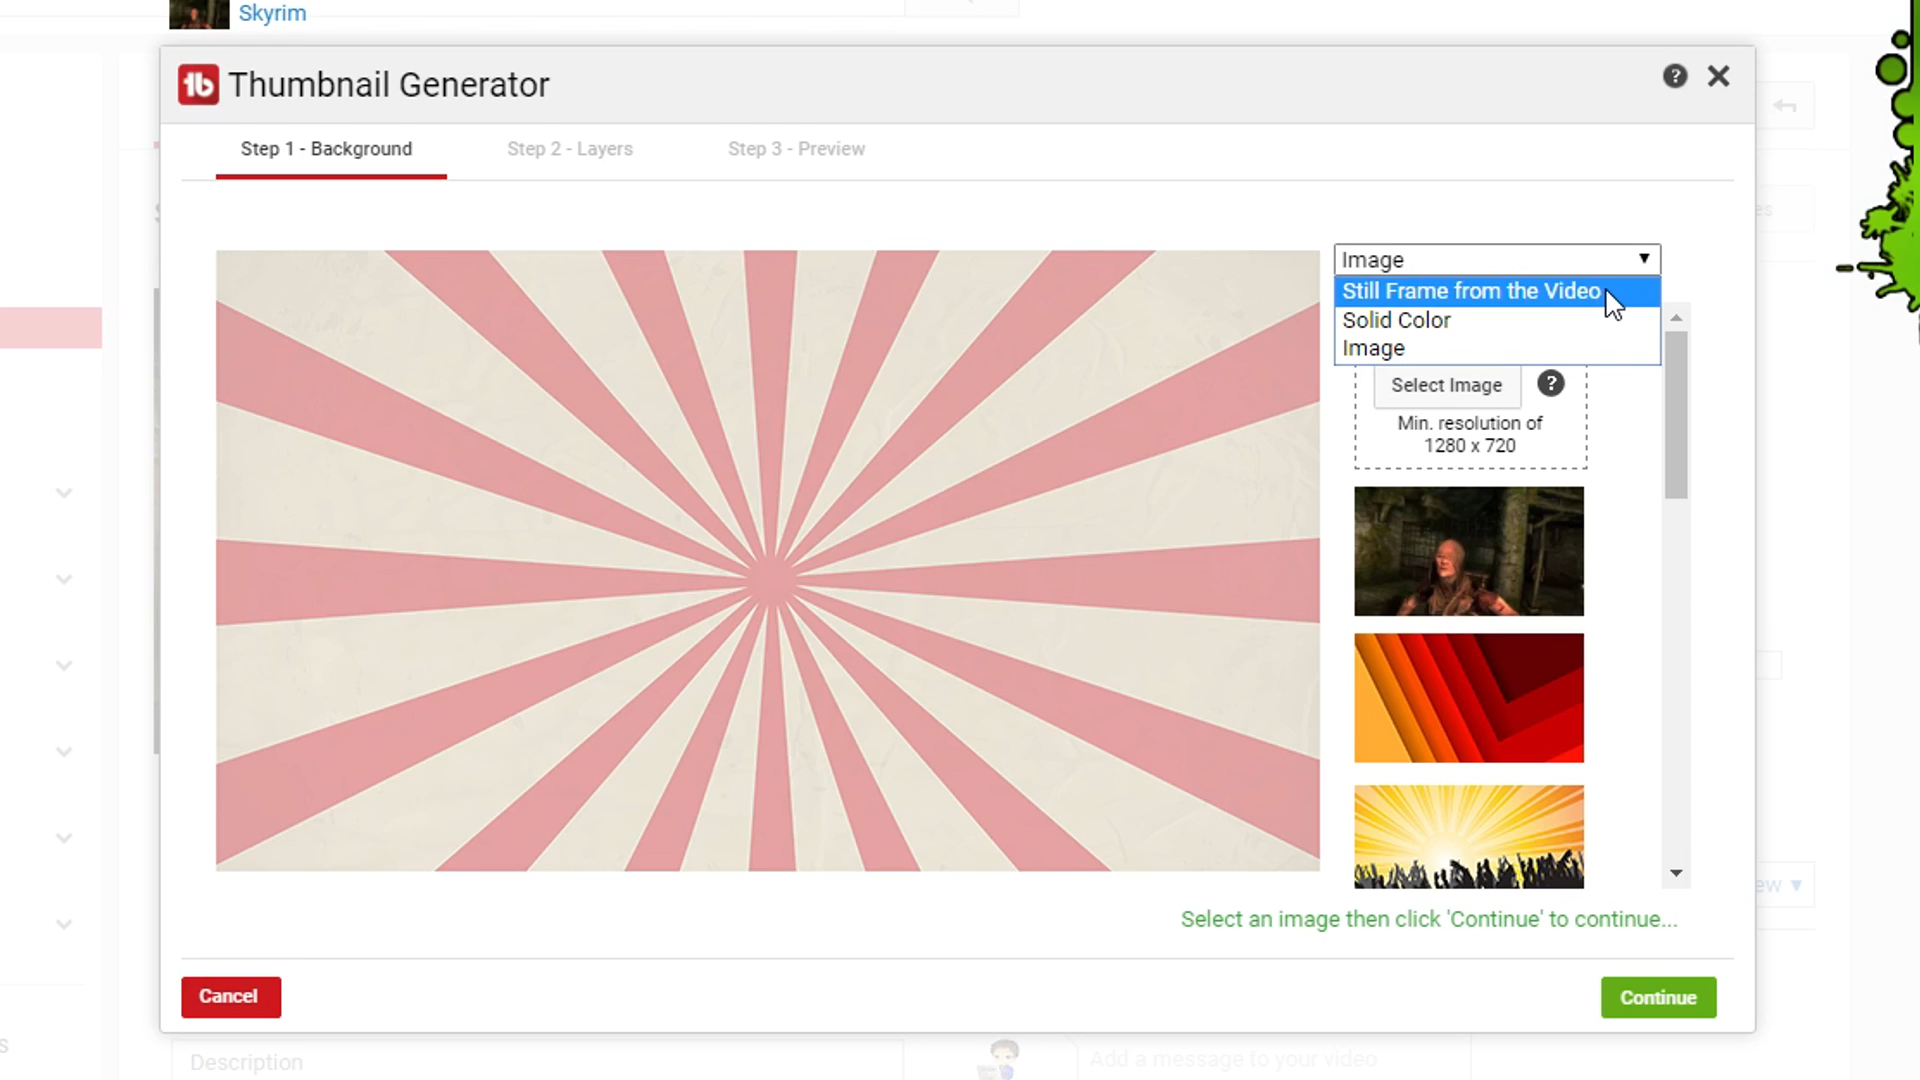 Skyrim
Thumbnail Generator
?
Step 1 - Background
Step 2 - Layers
Step 3 - Preview
Image
Still Frame from the Video
Solid Color
Image
Select Image
?
Min. resolution of
1280 x 720
Select an image then click 'Continue' to continue...
Cancel
Continue
Description
Add a message to your video